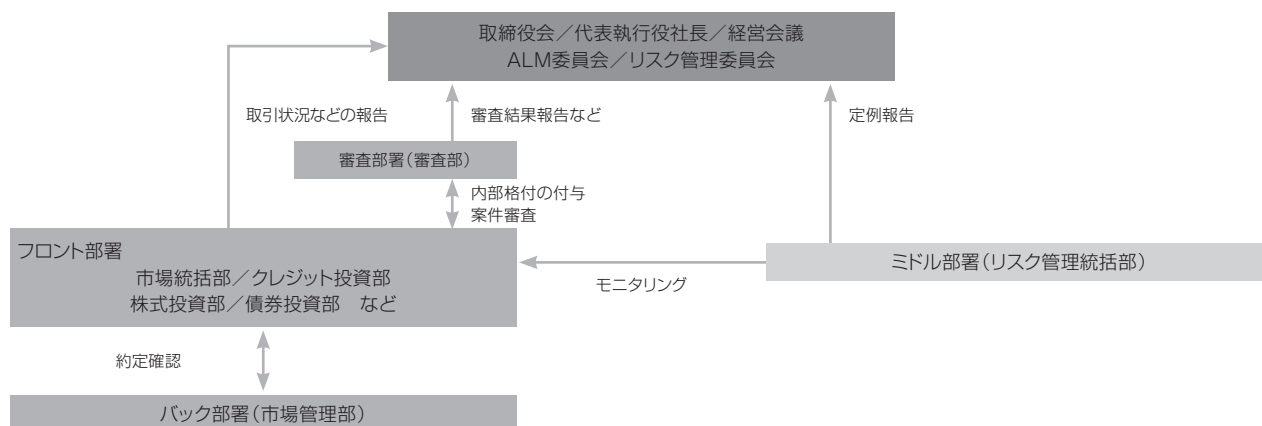 取締役会／代表執行役社長／経営会議
ALM委員会／リスク管理委員会
取引状況などの報告
審査結果報告など
定例報告
審査部署（審査部）
内部格付の付与
案件審査
フロント部署
市場統括部／クレジット投資部
株式投資部／債券投資部　など
ミドル部署（リスク管理統括部）
モニタリング
約定確認
バック部署（市場管理部）